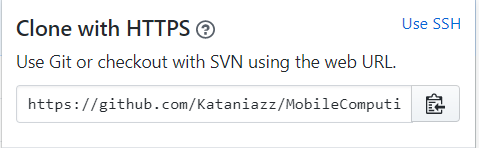 Clone with HTTPS ?
Use SSH
Use Git or checkout with SVN using the web URL.
https://github.com/Kataniazz/MobileComputi